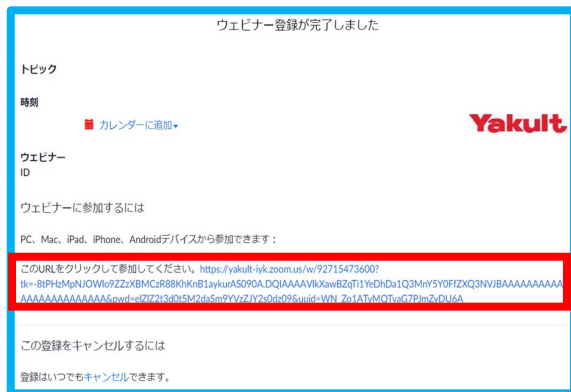 ウェビナー登録が完了しました
トピック
時刻
カレンダーに追加
Yakult
ウェビナー
ID
ウェビナーに参加するには
PC、Mac、iPad、iPhone、Androidデバイスから参加できます：
このURLをクリックして参加してください。https://yakult-iyk.zoom.us/w/92715473600?
tk=-8tPHzMpNJOWIo9ZZzXBMCzR88KhKnB1aykurAS090A.DQIAAAAVlkXawBZqTi1YeDhDa1Q3MnY5Y0FfZXQ3NVJBAAAAAAAAAA
AAAAAAAAAAAAAA&pwd=elZIZ2t3d0t5M2daSm9YVzZJY2s0dz09&uuid=WN_Zo1ATyMQTyaG7PJmZyDU6A
この登録をキャンセルするには
登録はいつでもキャンセルできます。